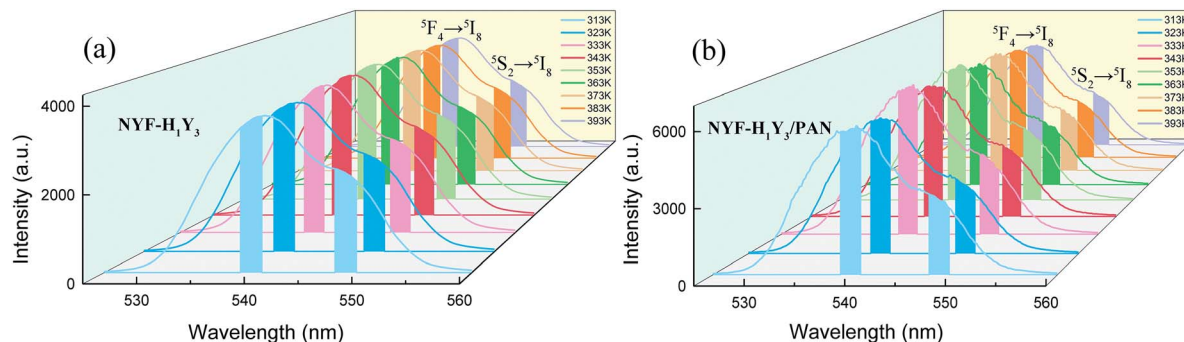 (a)
NYF-H₁Y₃
⁵F₄→⁵I₈
⁵S₂→⁵I₈
313K
323K
333K
343K
353K
363K
373K
383K
393K
Intensity (a.u.)
4000
2000
0
530
540
550
560
Wavelength (nm)
(b)
NYF-H₁Y₃/PAN
⁵F₄→⁵I₈
⁵S₂→⁵I₈
313K
323K
333K
343K
353K
363K
373K
383K
393K
Intensity (a.u.)
6000
3000
0
530
540
550
560
Wavelength (nm)